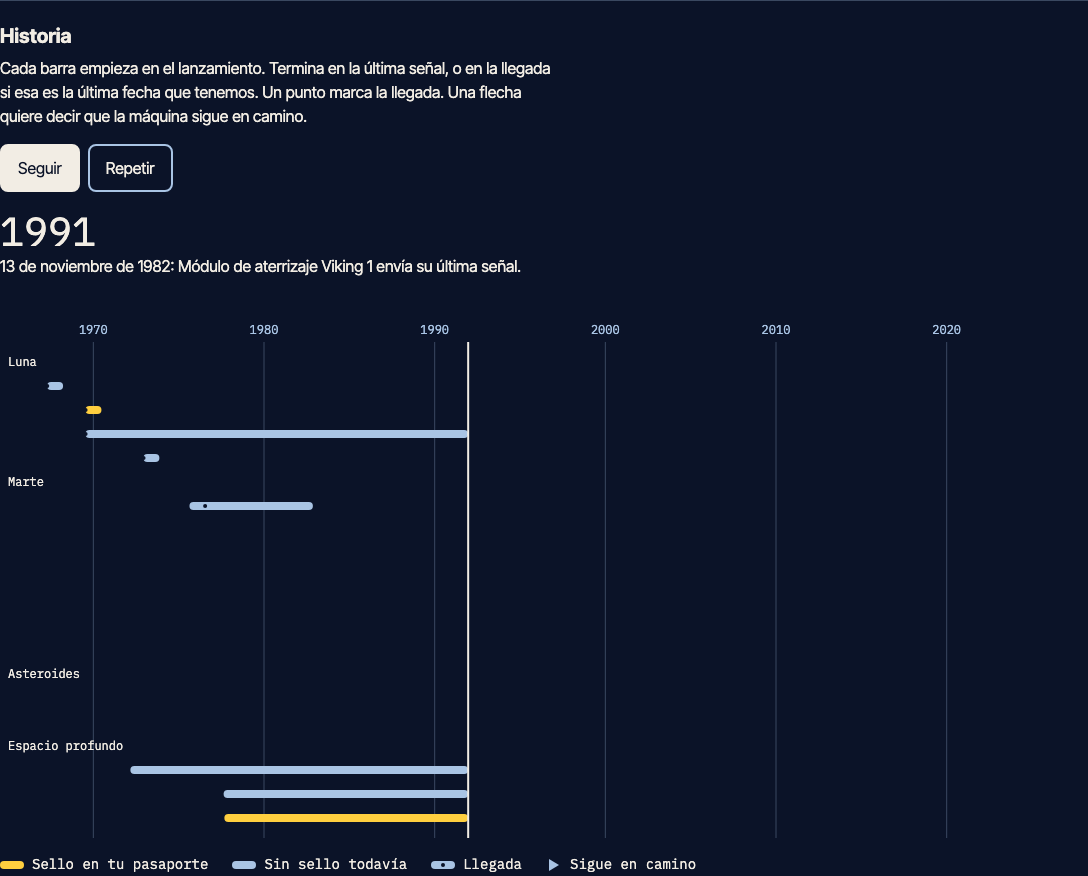 Historia
Cada barra empieza en el lanzamiento. Termina en la última señal, o en la llegada
si esa es la última fecha que tenemos. Un punto marca la llegada. Una flecha
quiere decir que la máquina sigue en camino.
Seguir Repetir
1991
13 de noviembre de 1982: Módulo de aterrizaje Viking 1 envía su última señal.
1970 1980 1990 2000 2010 2020
Luna
Marte
Asteroides
Espacio profundo
Sello en tu pasaporte Sin sello todavía Llegada Sigue en camino